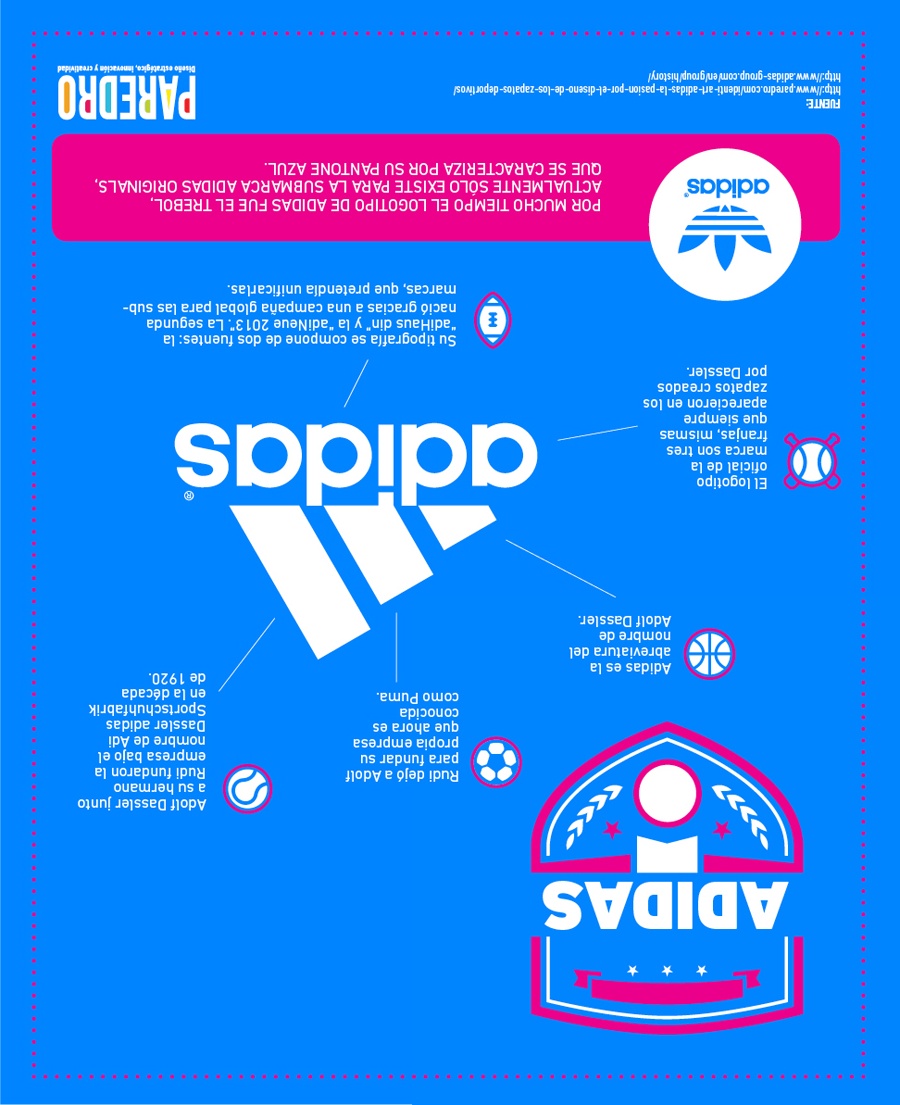 ADIDAS
Adolf Dassler junto
a su hermano
Rudi fundaron la
empresa bajo el
nombre de Adi
Dassler adidas
Sportschuhfabrik
en la década
de 1920.
Rudi dejó a Adolf
para fundar su
propia empresa
que ahora es
conocida
como Puma.
Adidas es la
abreviatura del
nombre de
Adolf Dassler.
El logotipo
oficial de la
marca son tres
franjas, mismas
que siempre
aparecieron en los
zapatos creados
por Dassler.
adidas®
Su tipografía se compone de dos fuentes: la
"adiHaus din" y la "adiNeue 2013". La segunda
nació gracias a una campaña global para las sub-
marcas, que pretendía unificarlas.
adidas®
POR MUCHO TIEMPO EL LOGOTIPO DE ADIDAS FUE EL TREBOL,
ACTUALMENTE SÓLO EXISTE PARA LA SUBMARCA ADIDAS ORIGINALS,
QUE SE CARACTERIZA POR SU PANTONE AZUL.
FUENTE:
http://www.paredro.com/identi-art-adidas-la-pasion-por-el-diseno-de-los-zapatos-deportivos/
http://www.adidas-group.com/en/group/history/
PAREDRO
Diseño estratégico, innovación y creatividad